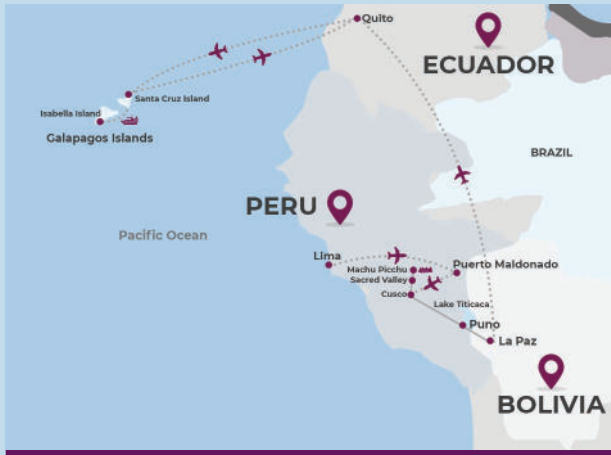 Quito
ECUADOR
Santa Cruz Island
Isabella Island
Galapagos Islands
BRAZIL
PERU
Pacific Ocean
Lima
Machu Picchu
Puerto Maldonado
Sacred Valley
Cusco
Lake Titicaca
Puno
La Paz
BOLIVIA